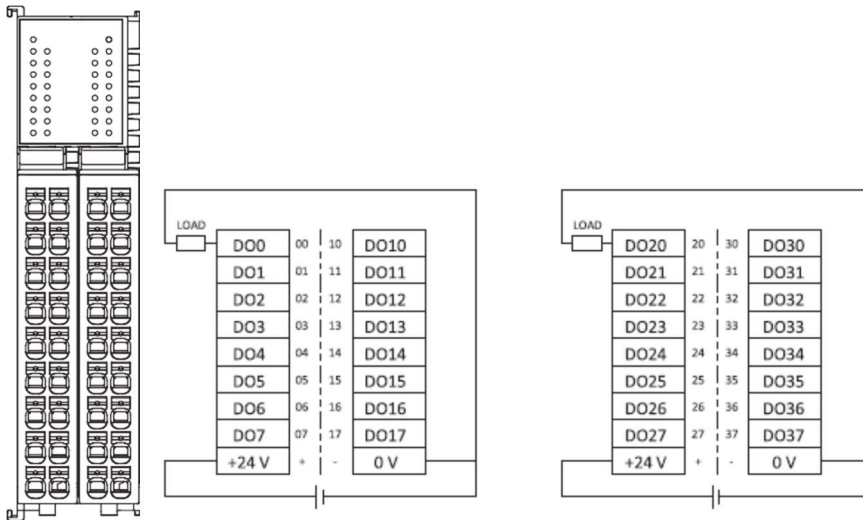 LOAD LOAD
DO0 00 10 DO10 DO20 20 30 DO30
DO1 01 11 DO11 DO21 21 31 DO31
DO2 02 12 DO12 DO22 22 32 DO32
DO3 03 13 DO13 DO23 23 33 DO33
DO4 04 14 DO14 DO24 24 34 DO34
DO5 05 15 DO15 DO25 25 35 DO35
DO6 06 16 DO16 DO26 26 36 DO36
DO7 07 17 DO17 DO27 27 37 DO37
+24 V + - 0 V +24 V + - 0 V